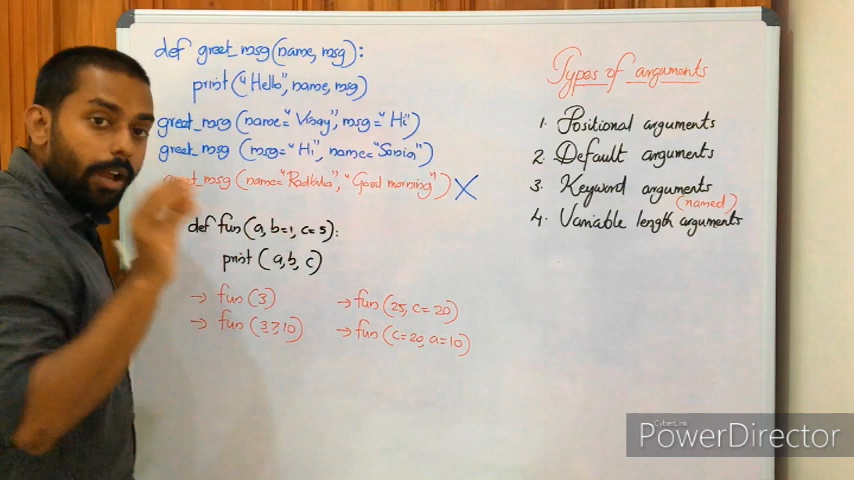 def greet_msg(name, msg):
print("Hello", name, msg)
greet_msg(name="Vinay", msg="Hi")
greet_msg (msg="Hi", name="Sonia")
greet_msg (name="Radhika", "Good morning") X
def fun(a, b=1, c=5):
print (a, b, c)
→ fun (3)
→ fun (3,7,10)
→ fun (25, c=20)
→ fun (c=20, a=10)
Types of arguments
1. Positional arguments
2. Default arguments
3. Keyword arguments
(named)
4. Variable length arguments
CyberLink
PowerDirector